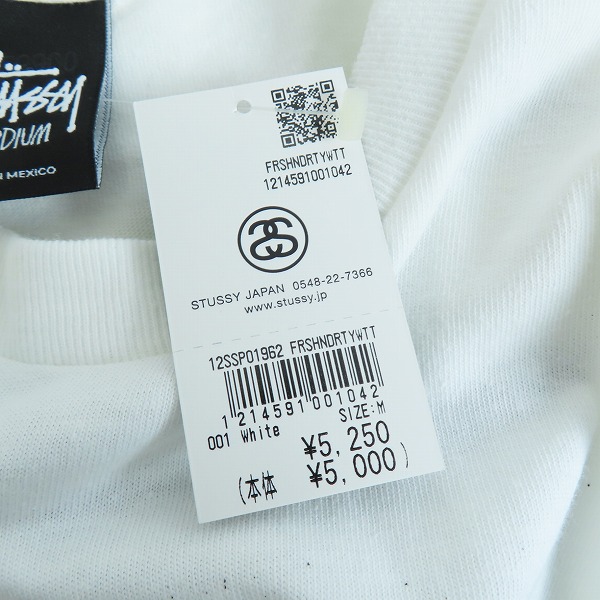 MEXICO
FRSHNDRTYWTT
1214591001042
STUSSY JAPAN 0548-22-7366
www.stussy.jp
12SSP01962 FRSHNDRTYWTT
1214591001042
001 White SIZE:M
¥5,250
(本体 ¥5,000)